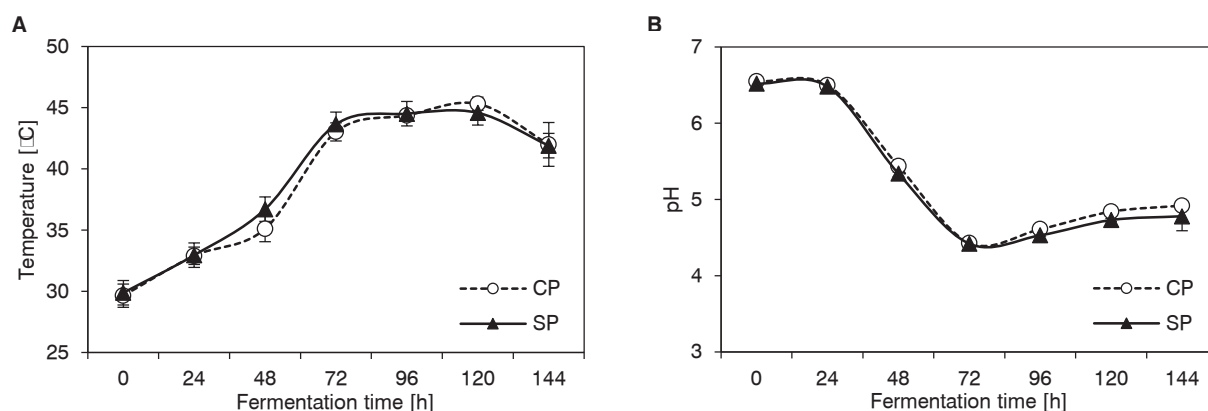 A
50
45
40
35
30
25
Temperature [□C]
0 24 48 72 96 120 144
Fermentation time [h]
CP
SP
B
7
6
5
4
3
pH
0 24 48 72 96 120 144
Fermentation time [h]
CP
SP